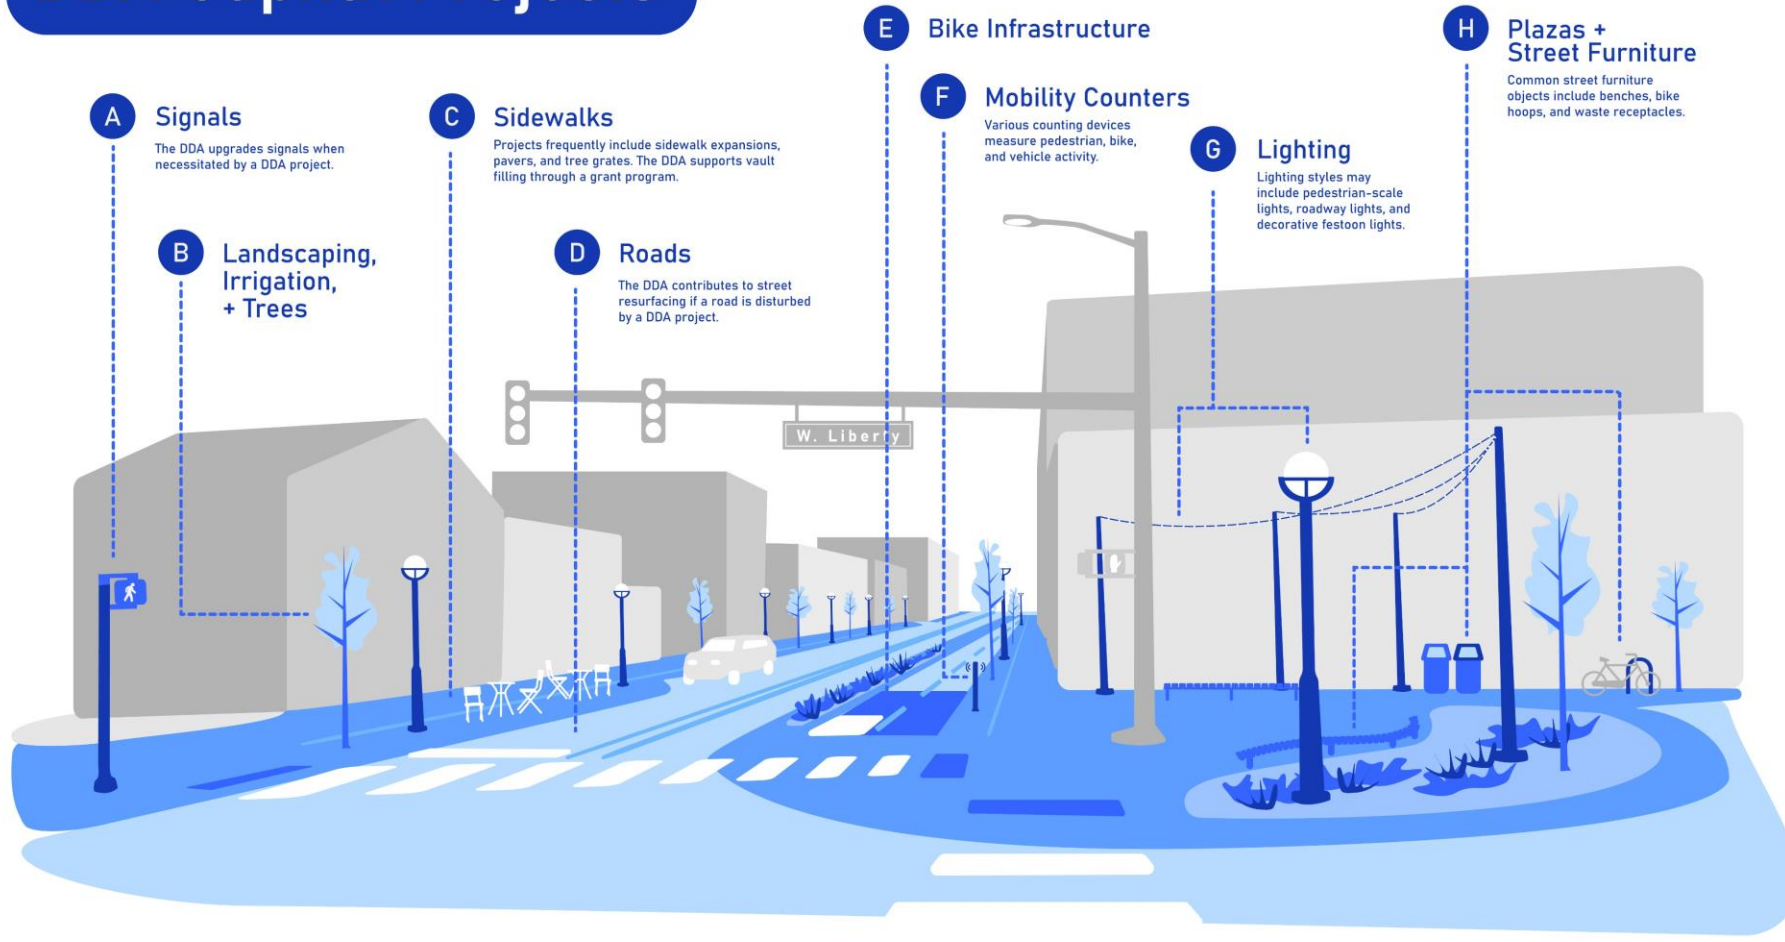 A
Signals
The DDA upgrades signals when
necessitated by a DDA project.
B
Landscaping,
Irrigation,
+ Trees
C
Sidewalks
Projects frequently include sidewalk expansions,
pavers, and tree grates. The DDA supports vault
filling through a grant program.
D
Roads
The DDA contributes to street
resurfacing if a road is disturbed
by a DDA project.
E
Bike Infrastructure
F
Mobility Counters
Various counting devices
measure pedestrian, bike,
and vehicle activity.
G
Lighting
Lighting styles may
include pedestrian-scale
lights, roadway lights, and
decorative festoon lights.
H
Plazas +
Street Furniture
Common street furniture
objects include benches, bike
hoops, and waste receptacles.
W. Liberty